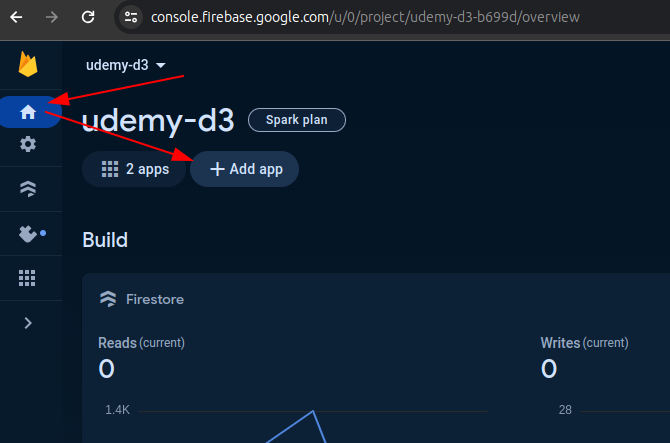 console.firebase.google.com/u/0/project/udemy-d3-b699d/overview
udemy-d3
udemy-d3 Spark plan
2 apps + Add app
Build
Firestore
Reads (current) Writes (current)
0 0
1.4K 28